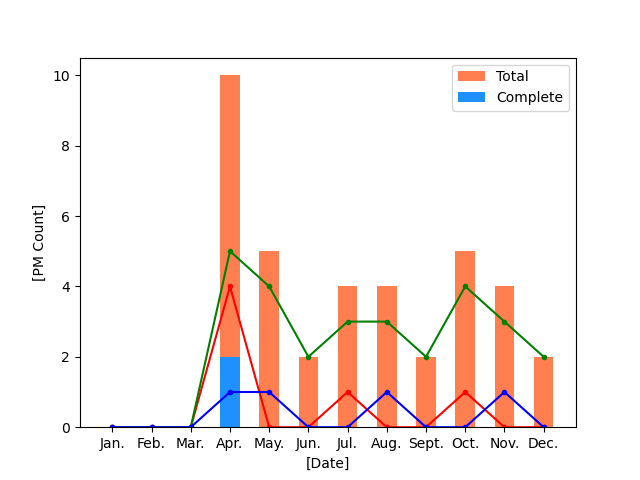 Total
Complete
10
8
6
4
2
0
[PM Count]
Jan. Feb. Mar. Apr. May. Jun. Jul. Aug. Sept. Oct. Nov. Dec.
[Date]